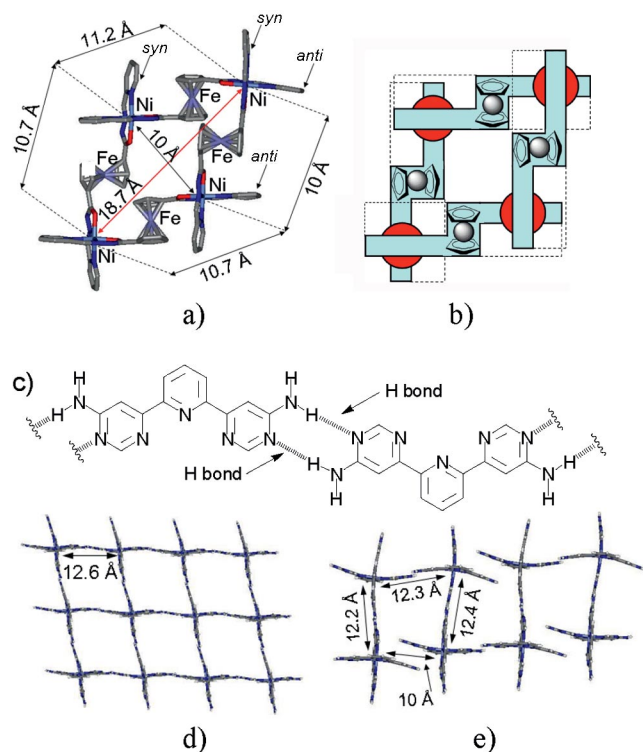 11.2 Å
syn
syn
anti
Ni
Fe
Ni
10.7 Å
Fe
10 Å
Fe
anti
10 Å
18.7 Å
Fe
Ni
Ni
10.7 Å
a)
b)
c)
H
H N
H bond
N N N
N H
N N N
H N
H
H bond
N H
H
12.6 Å
12.3 Å
12.2 Å
12.4 Å
10 Å
d)
e)